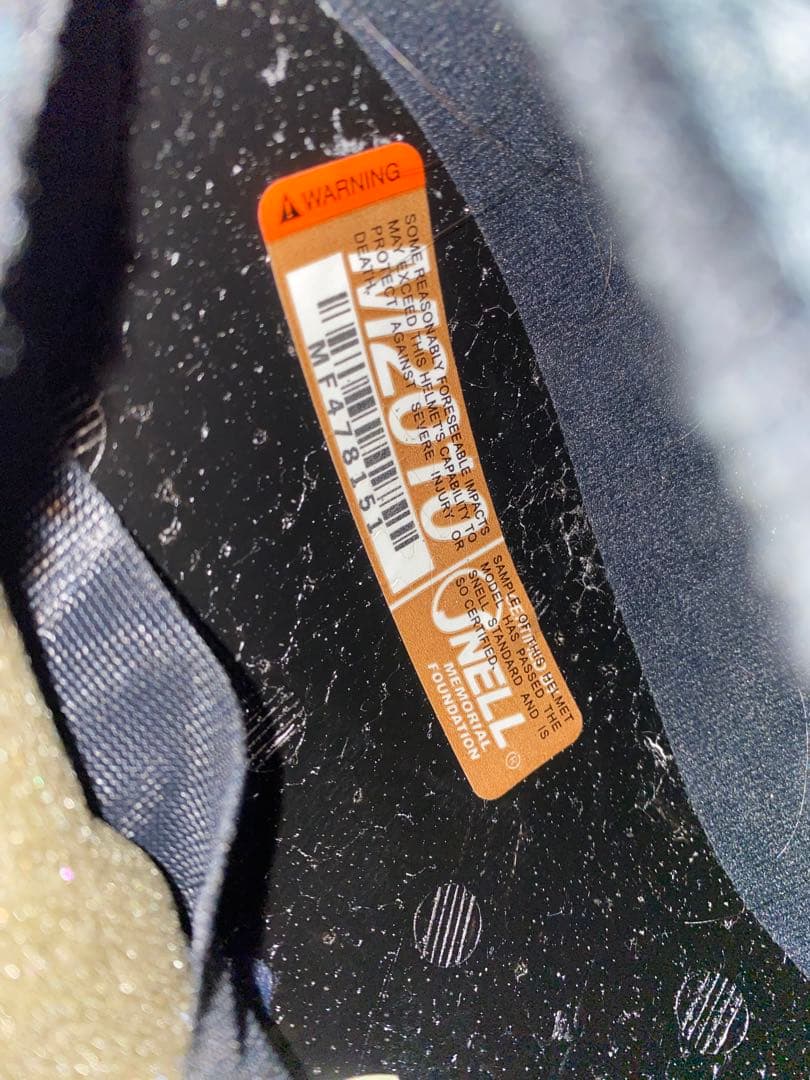 ⚠ WARNING
SOME REASONABLY FORESEEABLE IMPACTS
MAY EXCEED THIS HELMET'S CAPABILITY TO
PROTECT AGAINST SEVERE INJURY OR
DEATH.
M2010
MF478151
SAMPLE OF THIS HELMET
MODEL HAS PASSED THE
SNELL STANDARD AND IS
SO CERTIFIED.
SNELL
MEMORIAL
FOUNDATION